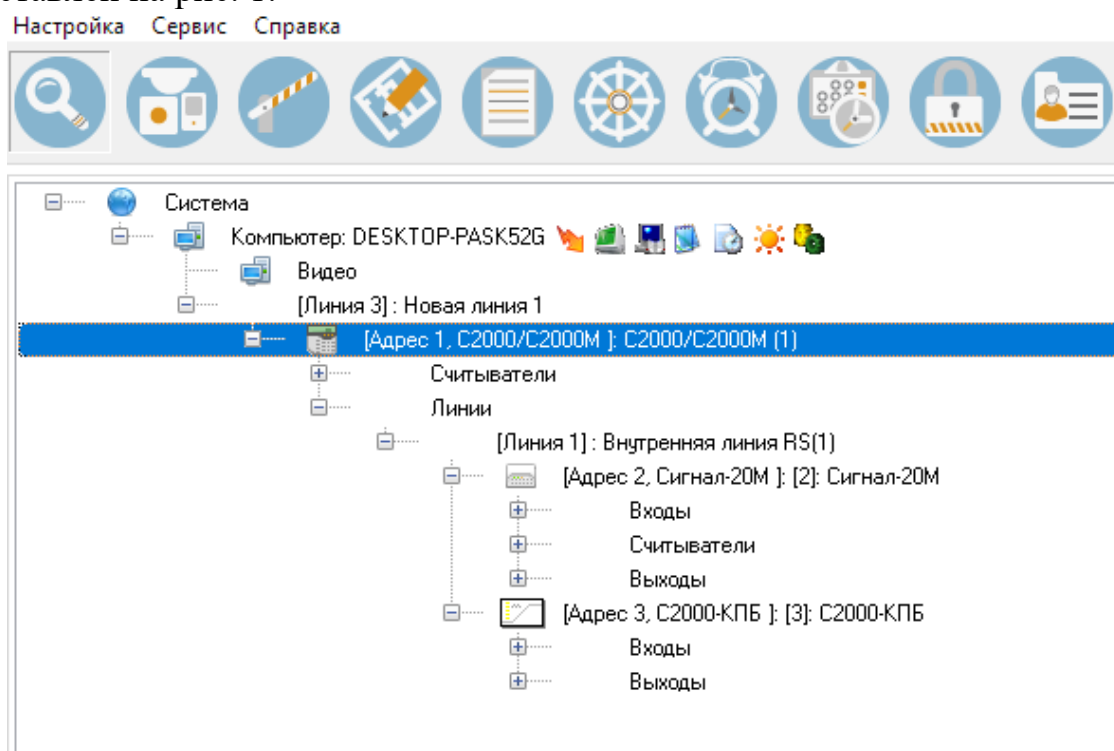 Настройка Сервис Справка
Система
Компьютер: DESKTOP-PASK52G
Видео
[Линия 3] : Новая линия 1
[Адрес 1, С2000/С2000М ]: С2000/С2000М (1)
Считыватели
Линии
[Линия 1] : Внутренняя линия RS(1)
[Адрес 2, Сигнал-20М ]: [2]: Сигнал-20М
Входы
Считыватели
Выходы
[Адрес 3, С2000-КПБ ]: [3]: С2000-КПБ
Входы
Выходы